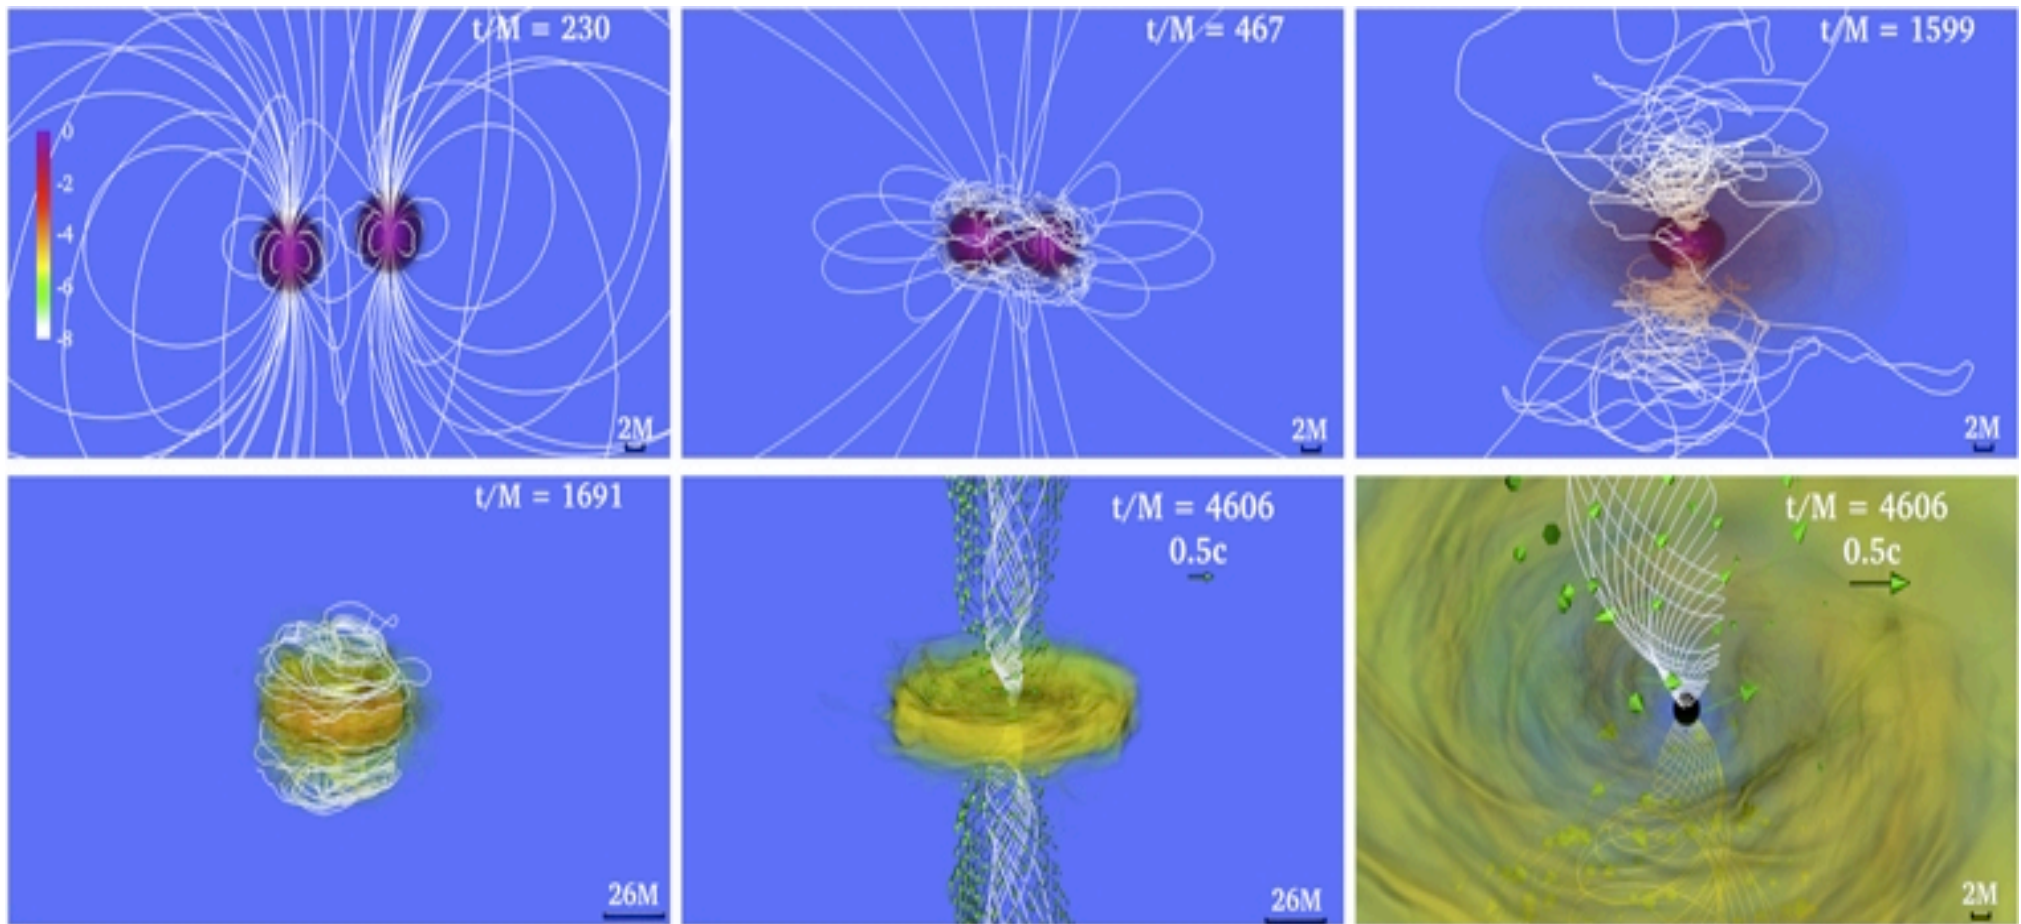 t/M = 230
0
-2
-4
-6
-8
2M
t/M = 467
2M
t/M = 1599
2M
t/M = 1691
26M
t/M = 4606
0.5c
26M
t/M = 4606
0.5c
2M